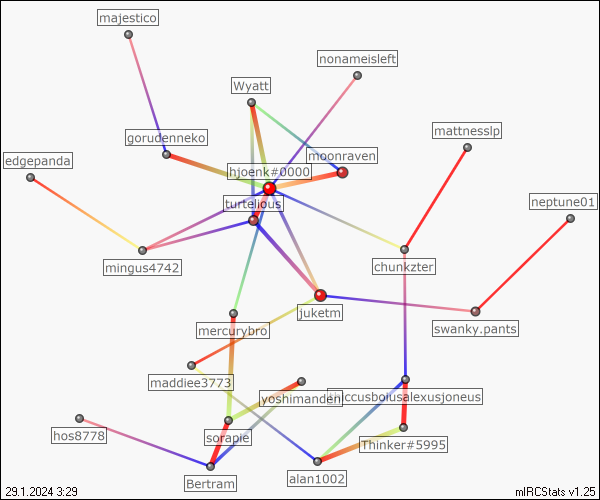 majestico
nonameisleft
Wyatt
mattnesslp
gorudenneko
moonraven
edgepanda
hjoenk#0000
neptune01
turtelious
mingus4742
chunkzter
juketm
swanky.pants
mercurybro
maddiee3773
yoshimanden
niccusboiusalexusjoneus
hos8778
sorapie
Thinker#5995
Bertram
alan1002
29.1.2024 3:29
mIRCStats v1.25